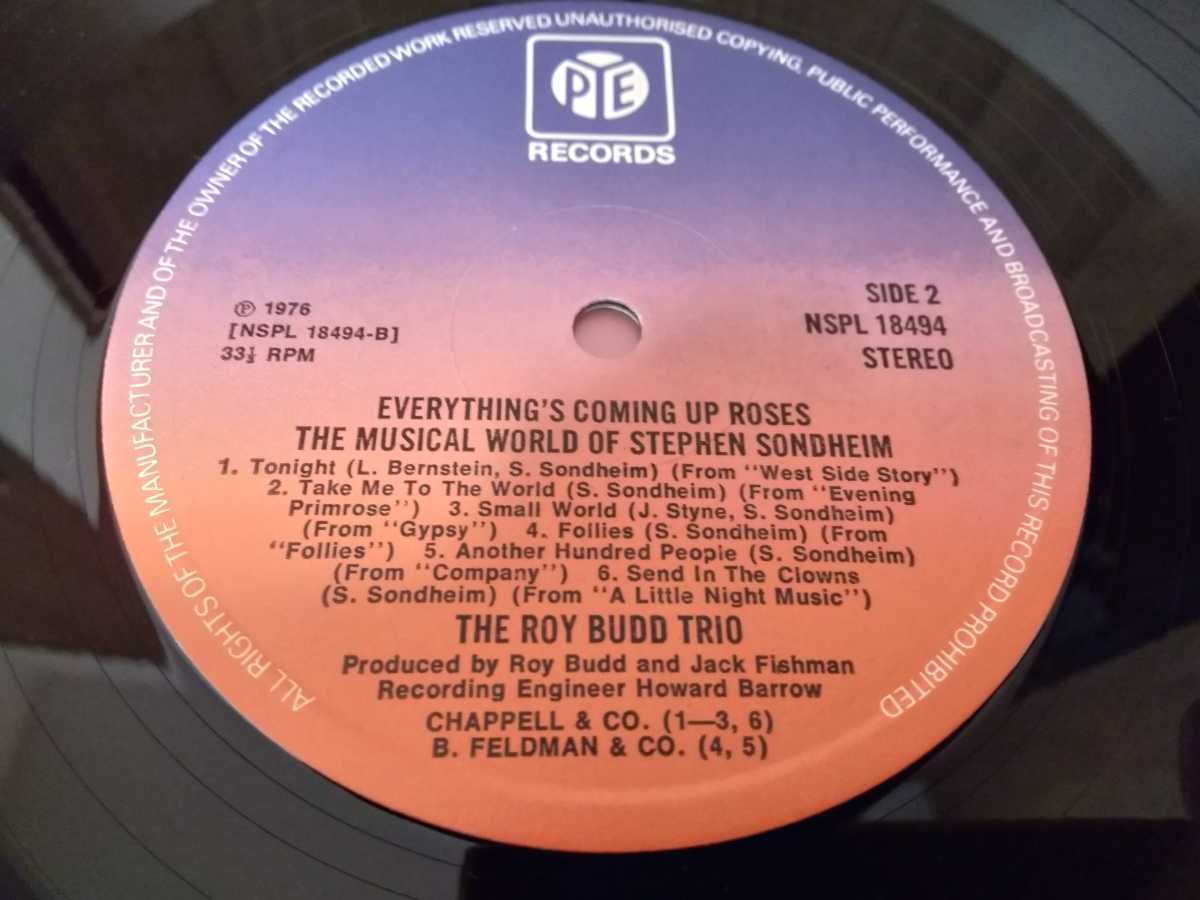 ALL RIGHTS OF THE MANUFACTURER AND OF THE OWNER OF THE RECORDED WORK RESERVED UNAUTHORISED COPYING, PUBLIC PERFORMANCE AND BROADCASTING OF THIS RECORD PROHIBITED
PYE
RECORDS
℗ 1976
[NSPL 18494-B]
33⅓ RPM
SIDE 2
NSPL 18494
STEREO
EVERYTHING'S COMING UP ROSES
THE MUSICAL WORLD OF STEPHEN SONDHEIM
1. Tonight (L. Bernstein, S. Sondheim) (From "West Side Story")
2. Take Me To The World (S. Sondheim) (From "Evening
Primrose") 3. Small World (J. Styne, S. Sondheim)
(From "Gypsy") 4. Follies (S. Sondheim) (From
"Follies") 5. Another Hundred People (S. Sondheim)
(From "Company") 6. Send In The Clowns
(S. Sondheim) (From "A Little Night Music")
THE ROY BUDD TRIO
Produced by Roy Budd and Jack Fishman
Recording Engineer Howard Barrow
CHAPPELL & CO. (1—3, 6)
B. FELDMAN & CO. (4, 5)